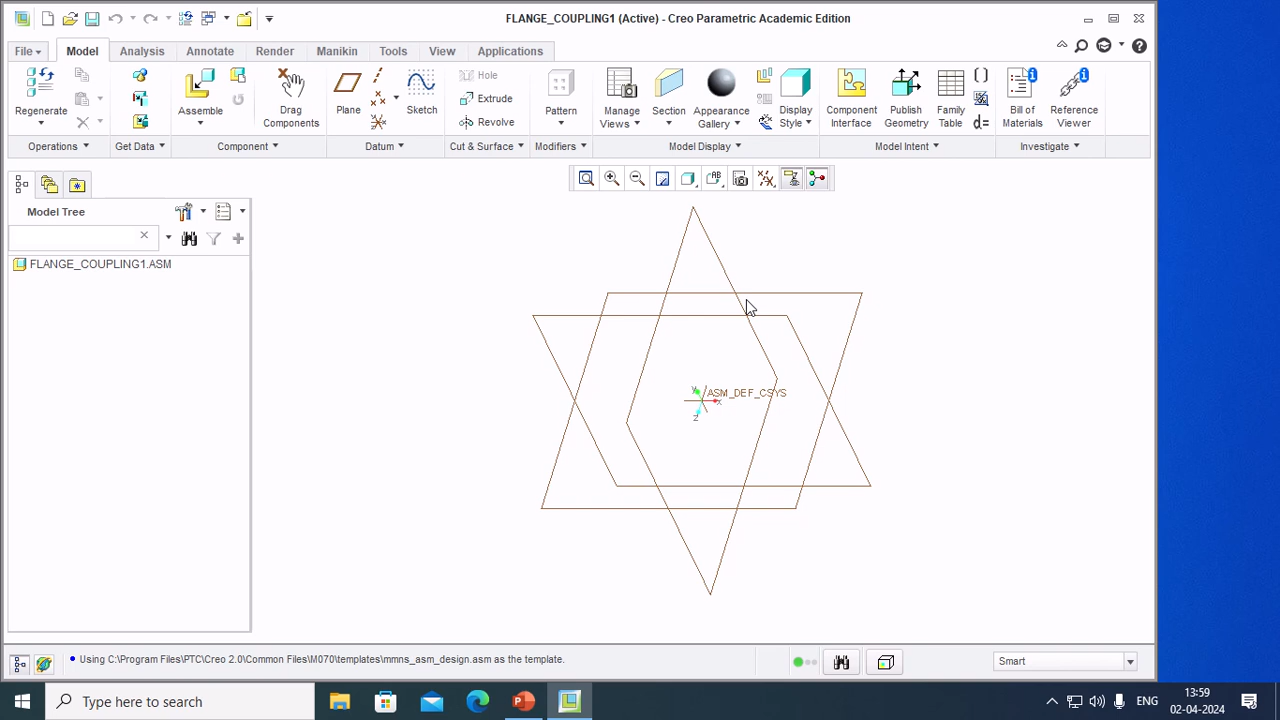 FLANGE_COUPLING1 (Active) - Creo Parametric Academic Edition
File Model Analysis Annotate Render Manikin Tools View Applications
Regenerate
Assemble
Drag Components
Plane
Sketch
Hole
Extrude
Revolve
Pattern
Manage Views
Section
Appearance Gallery
Display Style
Component Interface
Publish Geometry
Family Table
Bill of Materials
Reference Viewer
Operations Get Data Component Datum Cut & Surface Modifiers Model Display Model Intent Investigate
Model Tree
FLANGE_COUPLING1.ASM
ASM_DEF_CSYS
Y
X
Z
Using C:\Program Files\PTC\Creo 2.0\Common Files\M070\templates\mmns_asm_design.asm as the template.
Smart
Type here to search
ENG
13:59
02-04-2024